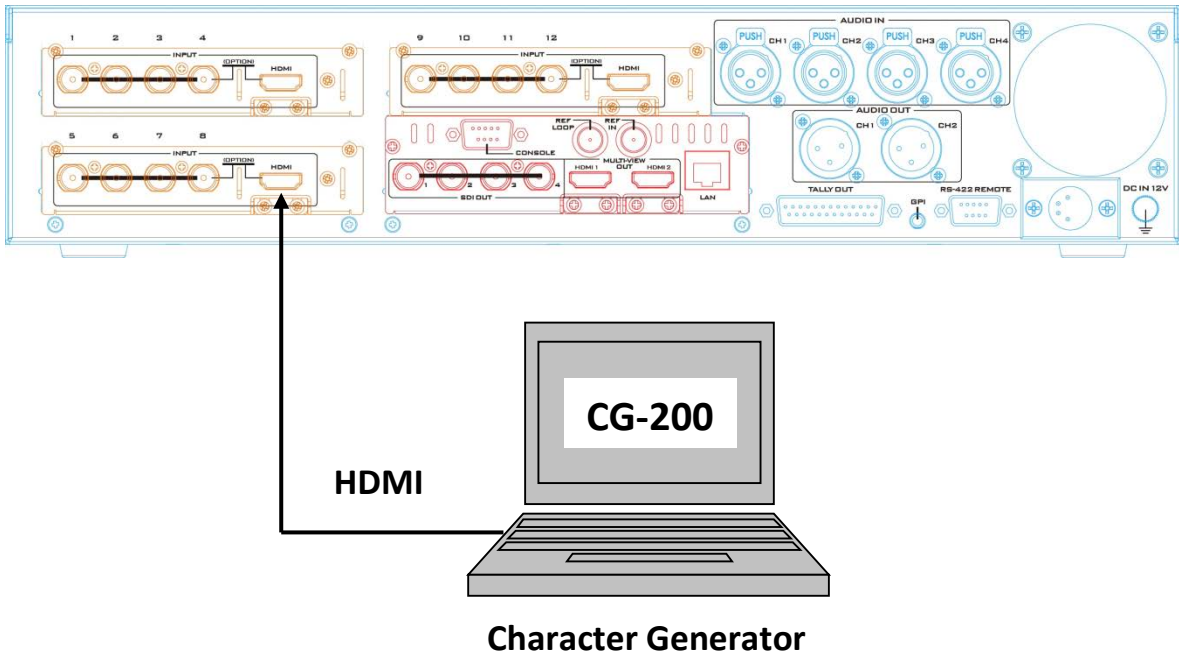 AUDIO IN
1 2 3 4
INPUT
(OPTION)
HDMI
9 10 11 12
INPUT
(OPTION)
HDMI
PUSH CH1 PUSH CH2 PUSH CH3 PUSH CH4
AUDIO OUT
CH1 CH2
5 6 7 8
INPUT
(OPTION)
HDMI
CONSOLE
REF LOOP
REF IN
1 2 3 4
SDI OUT
MULTI-VIEW OUT
HDMI 1 HDMI 2
LAN
TALLY OUT
GPI
RS-422 REMOTE
DC IN 12V
CG-200
HDMI
Character Generator